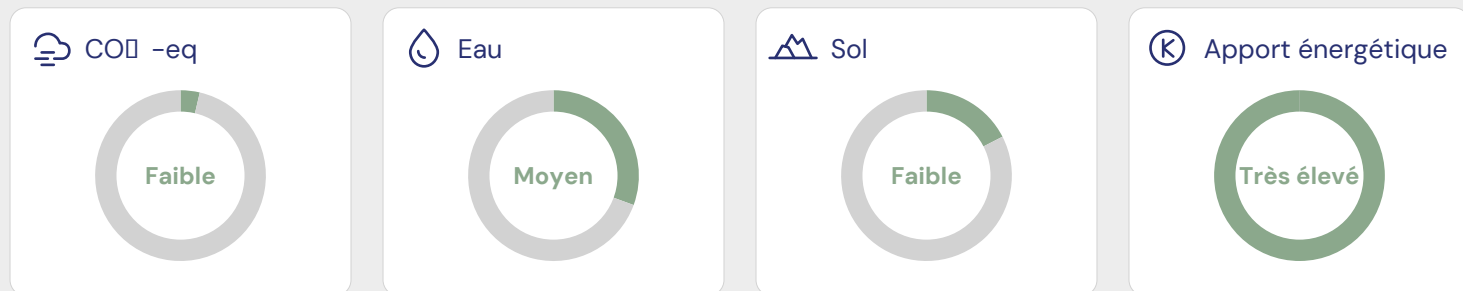 CO▯ -eq
Eau
Sol
Apport énergétique
Faible
Moyen
Faible
Très élevé